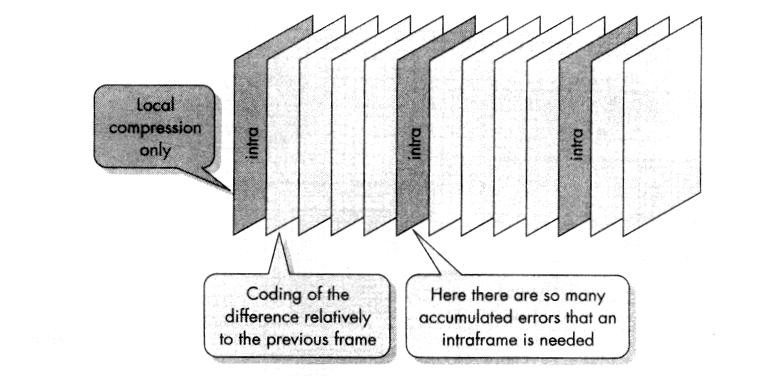 Local
compression
only
intra
intra
intra
Coding of the
difference relatively
to the previous frame
Here there are so many
accumulated errors that an
intraframe is needed